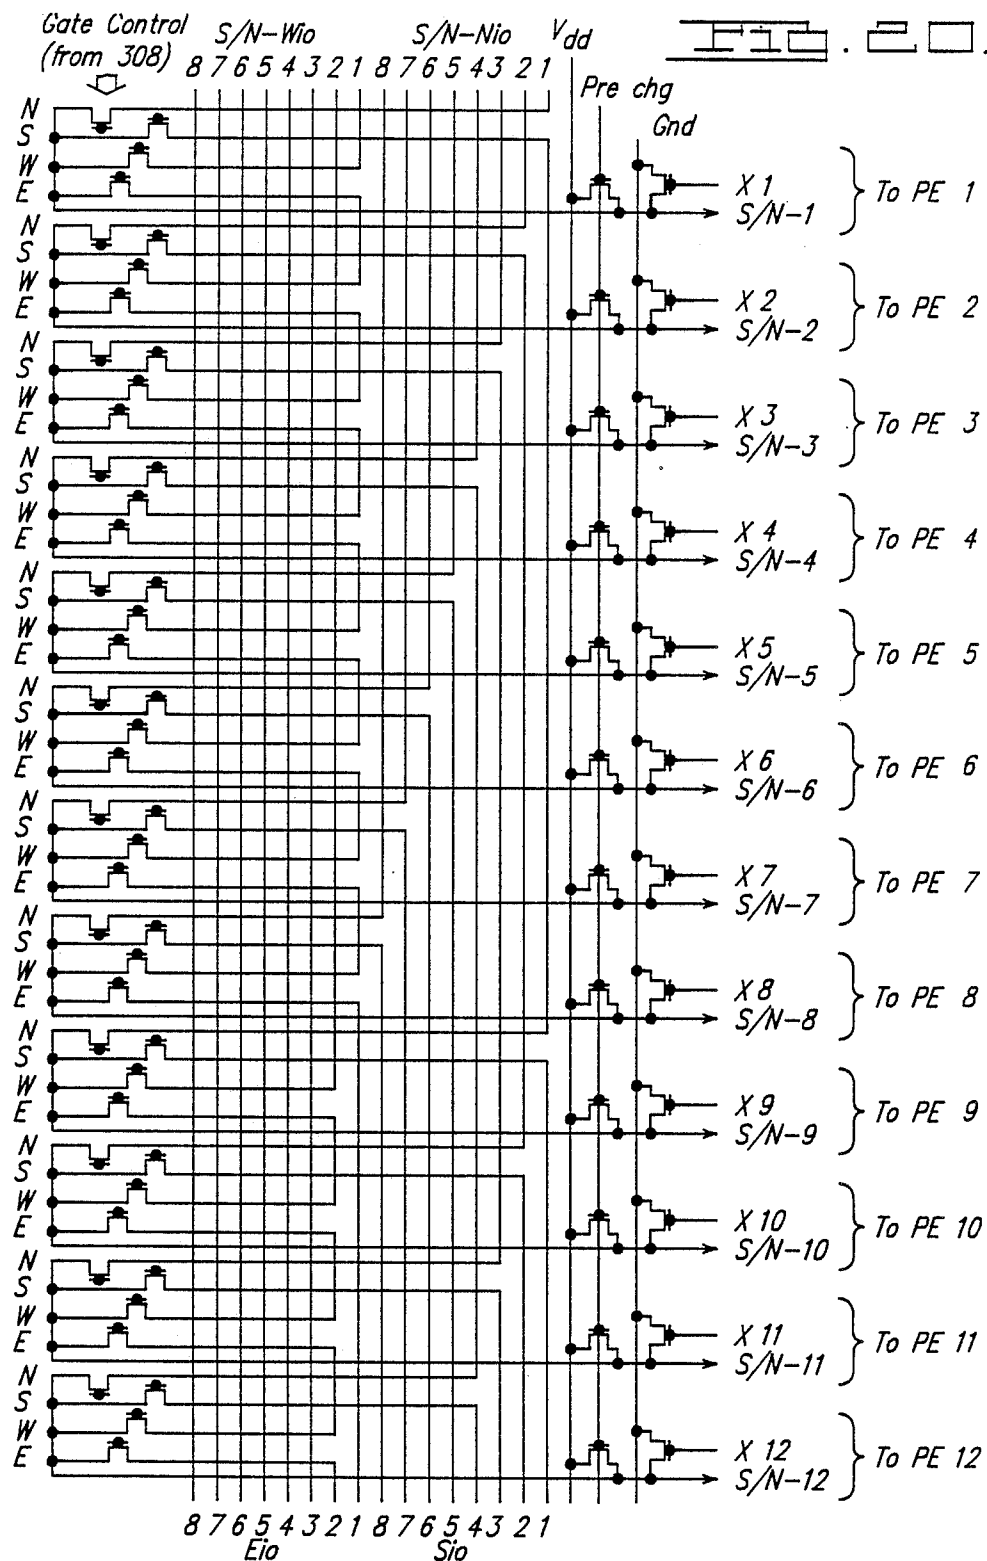 Gate Control
(from 308)
S/N-Wio
S/N-Nio
Vdd
FIG. 20.
8 7 6 5 4 3 2 1 8 7 6 5 4 3 2 1
Pre chg
Gnd
N
S
W
E
X 1
S/N-1
To PE 1
N
S
W
E
X 2
S/N-2
To PE 2
N
S
W
E
X 3
S/N-3
To PE 3
N
S
W
E
X 4
S/N-4
To PE 4
N
S
W
E
X 5
S/N-5
To PE 5
N
S
W
E
X 6
S/N-6
To PE 6
N
S
W
E
X 7
S/N-7
To PE 7
N
S
W
E
X 8
S/N-8
To PE 8
N
S
W
E
X 9
S/N-9
To PE 9
N
S
W
E
X 10
S/N-10
To PE 10
N
S
W
E
X 11
S/N-11
To PE 11
N
S
W
E
X 12
S/N-12
To PE 12
8 7 6 5 4 3 2 1 8 7 6 5 4 3 2 1
Eio
Sio